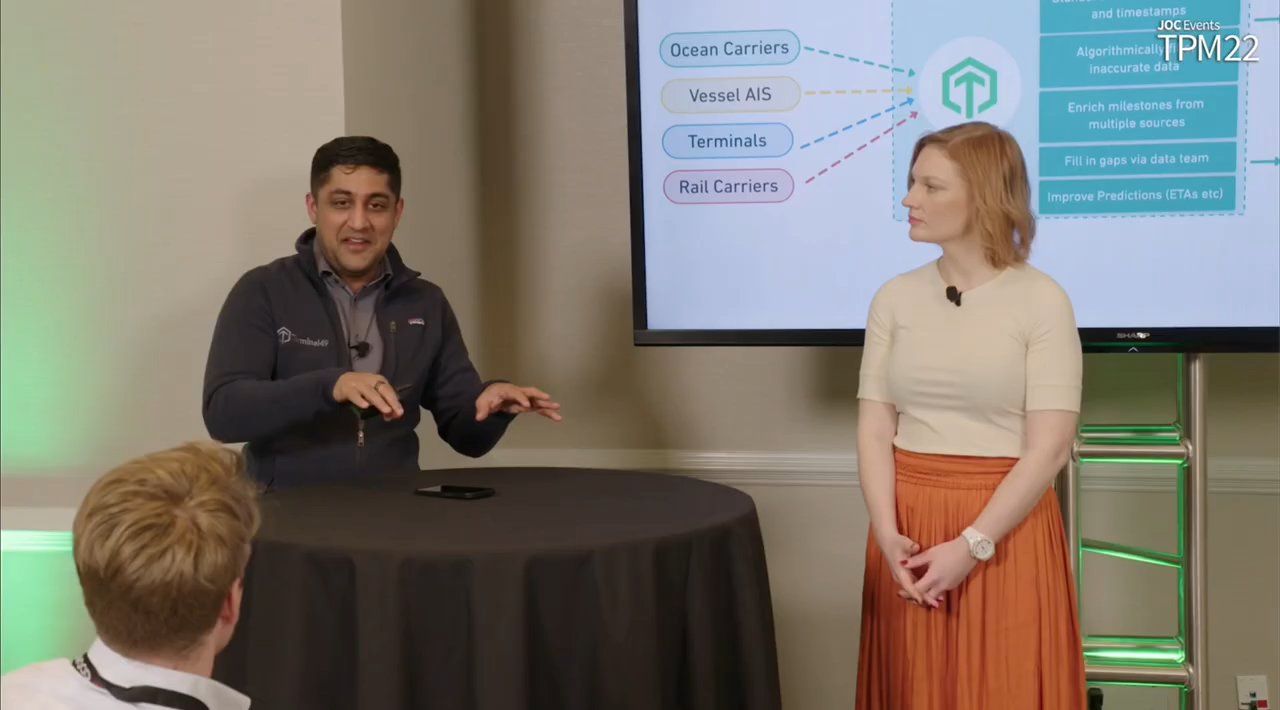 and timestamps
JOC Events
TPM22
Ocean Carriers
Algorithmically
inaccurate data
Vessel AIS
Enrich milestones from
multiple sources
Terminals
Fill in gaps via data team
Rail Carriers
Improve Predictions (ETAs etc)
SHARP